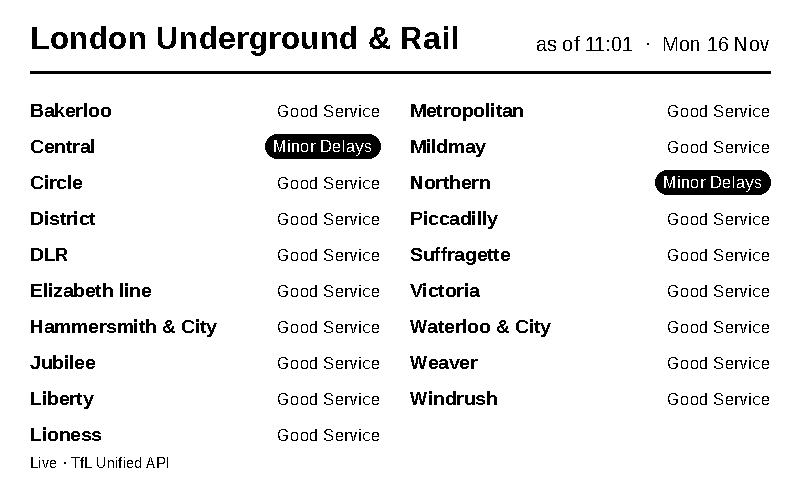 London Underground & Rail
as of 11:01 · Mon 16 Nov
Bakerloo Good Service
Central Minor Delays
Circle Good Service
District Good Service
DLR Good Service
Elizabeth line Good Service
Hammersmith & City Good Service
Jubilee Good Service
Liberty Good Service
Lioness Good Service
Metropolitan Good Service
Mildmay Good Service
Northern Minor Delays
Piccadilly Good Service
Suffragette Good Service
Victoria Good Service
Waterloo & City Good Service
Weaver Good Service
Windrush Good Service
Live · TfL Unified API